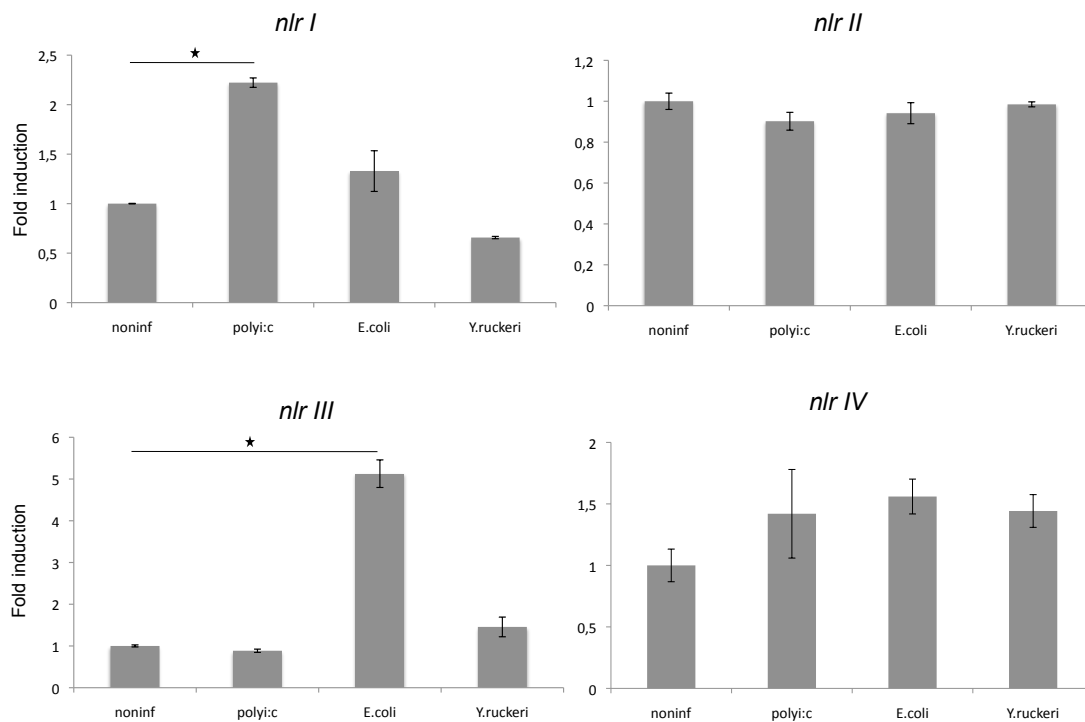 nlr I
★
2,5
2
1,5
1
0,5
0
Fold induction
noninf polyi:c E.coli Y.ruckeri
nlr II
1,2
1
0,8
0,6
0,4
0,2
0
noninf polyi:c E.coli Y.ruckeri
nlr III
★
6
5
4
3
2
1
0
Fold induction
noninf polyi:c E.coli Y.ruckeri
nlr IV
2
1,5
1
0,5
0
noninf polyi:c E.coli Y.ruckeri